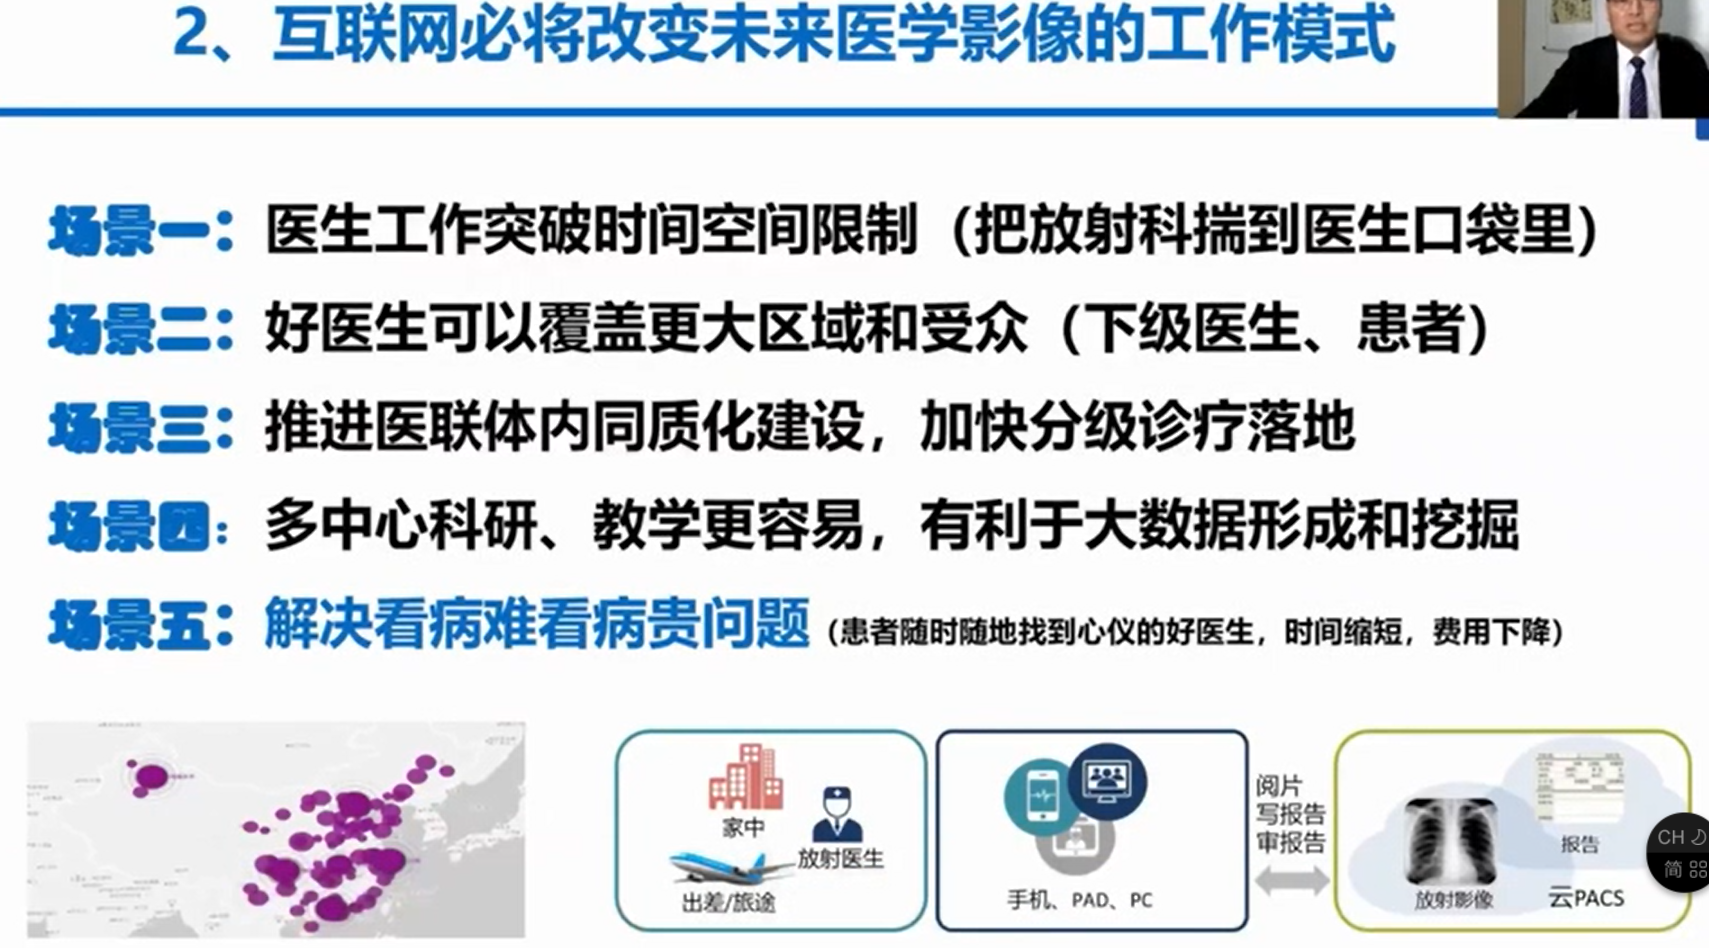 2、互联网必将改变未来医学影像的工作模式
场景一：医生工作突破时间空间限制（把放射科揣到医生口袋里）
场景二：好医生可以覆盖更大区域和受众（下级医生、患者）
场景三：推进医联体内同质化建设，加快分级诊疗落地
场景四：多中心科研、教学更容易，有利于大数据形成和挖掘
场景五：解决看病难看病贵问题（患者随时随地找到心仪的好医生，时间缩短，费用下降）
家中
放射医生
出差/旅途
手机、PAD、PC
阅片
写报告
审报告
报告
放射影像
云PACS
CH
简